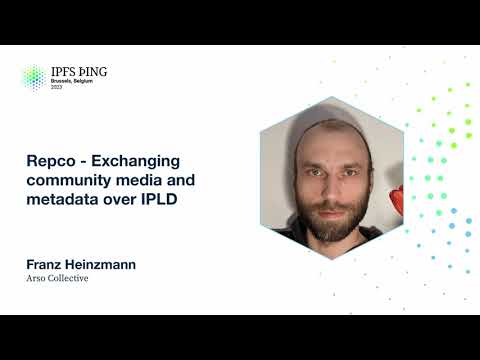 IPFS ÞING
Brussels, Belgium
2023
Repco - Exchanging
community media and
metadata over IPLD
Franz Heinzmann
Arso Collective